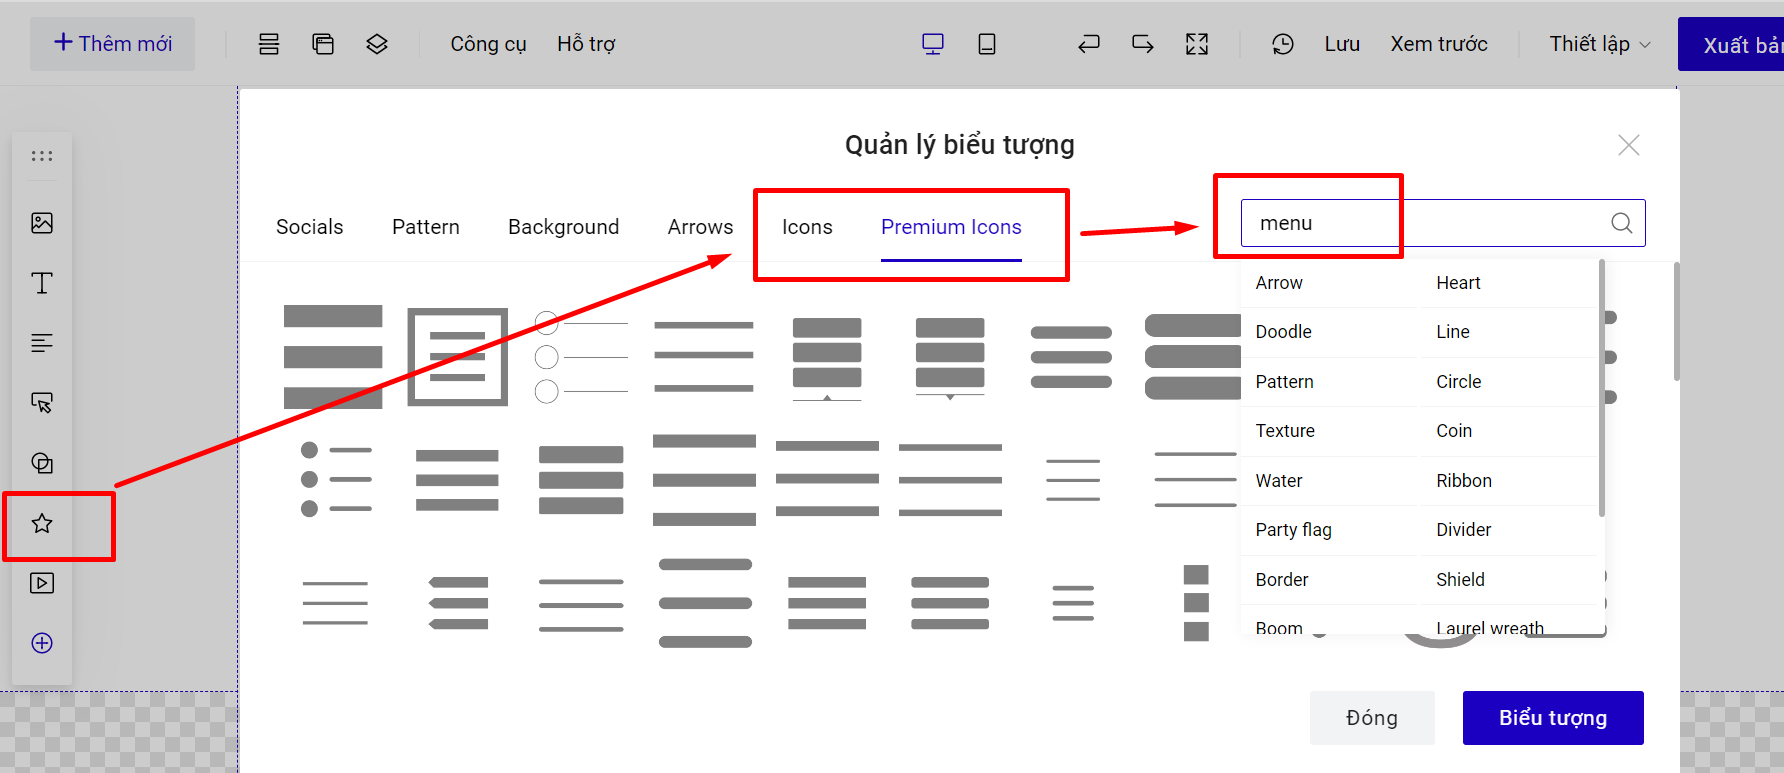 Thêm mới
Công cụ
Hỗ trợ
Lưu
Xem trước
Thiết lập
Xuất bả
Quản lý biểu tượng
Socials
Pattern
Background
Arrows
Icons
Premium Icons
menu
Arrow
Heart
Doodle
Line
Pattern
Circle
Texture
Coin
Water
Ribbon
Party flag
Divider
Border
Shield
Boom
Laurel wreath
Đóng
Biểu tượng